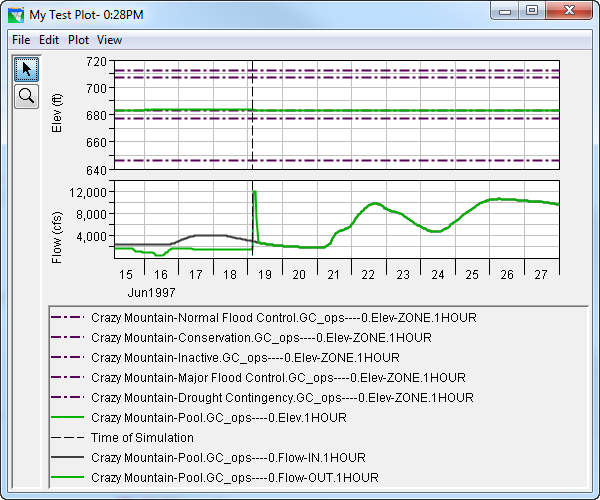 My Test Plot- 0:28PM
File Edit Plot View
720
700
680
660
640
Elev (ft)
12,000
8,000
4,000
Flow (cfs)
15 16 17 18 19 20 21 22 23 24 25 26 27
Jun1997
Crazy Mountain-Normal Flood Control.GC_ops----0.Elev-ZONE.1HOUR
Crazy Mountain-Conservation.GC_ops----0.Elev-ZONE.1HOUR
Crazy Mountain-Inactive.GC_ops----0.Elev-ZONE.1HOUR
Crazy Mountain-Major Flood Control.GC_ops----0.Elev-ZONE.1HOUR
Crazy Mountain-Drought Contingency.GC_ops----0.Elev-ZONE.1HOUR
Crazy Mountain-Pool.GC_ops----0.Elev.1HOUR
Time of Simulation
Crazy Mountain-Pool.GC_ops----0.Flow-IN.1HOUR
Crazy Mountain-Pool.GC_ops----0.Flow-OUT.1HOUR